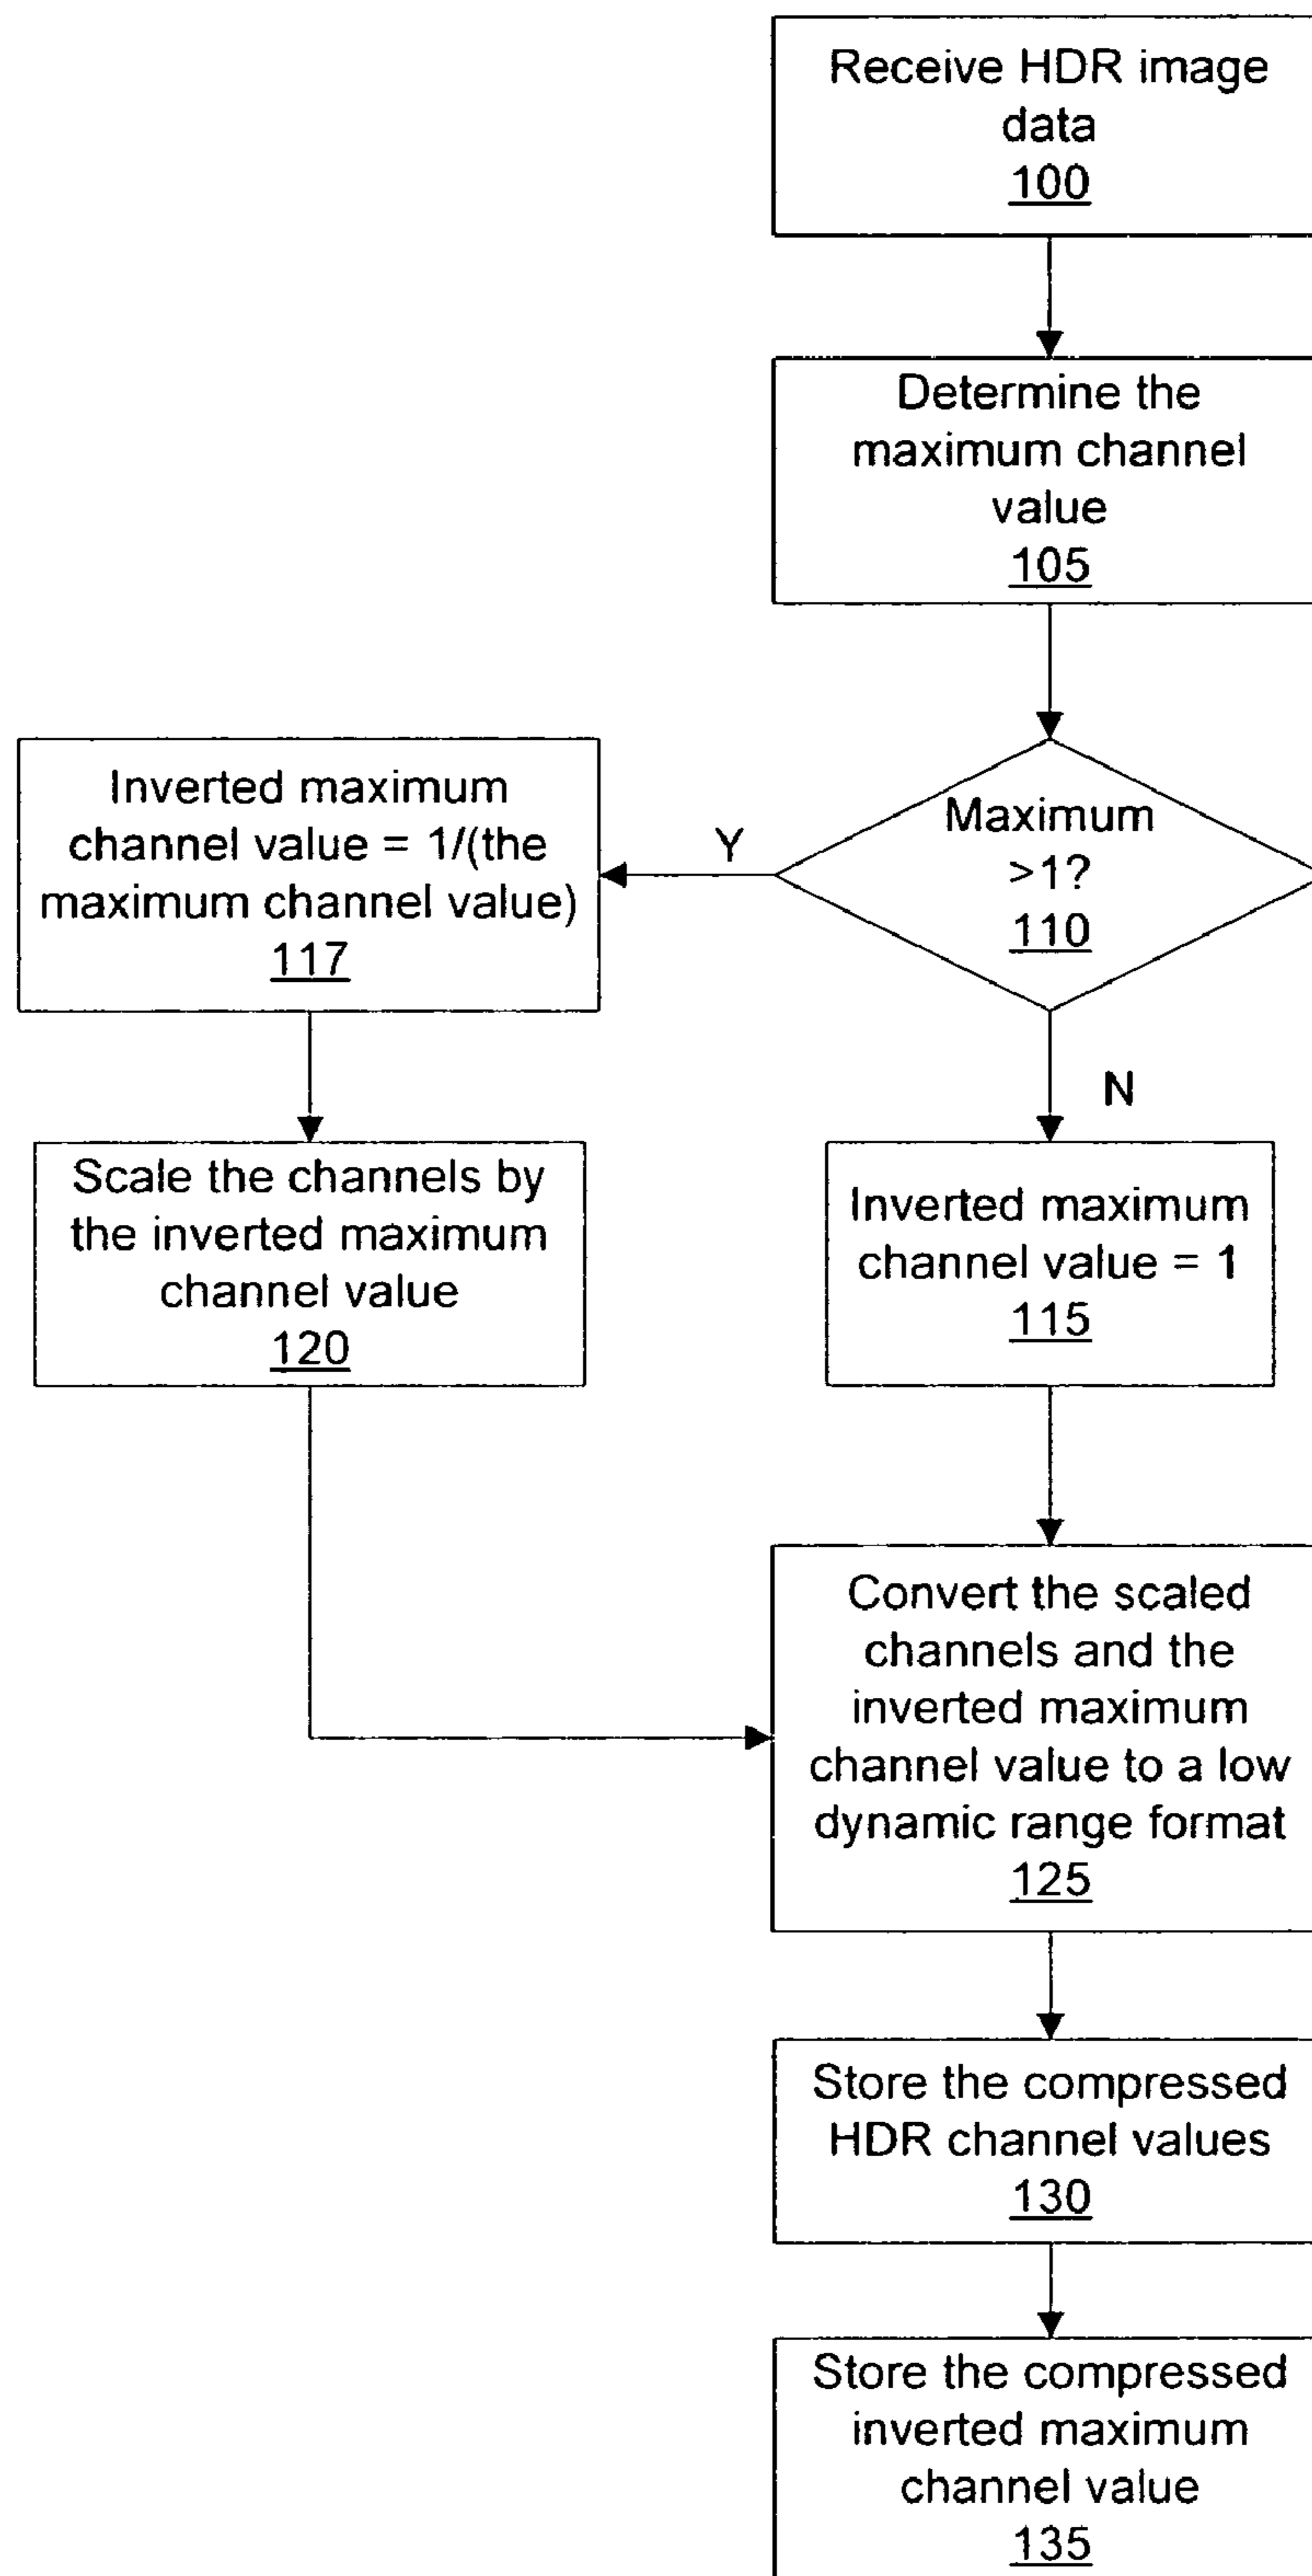 Receive HDR image
data
100
Determine the
maximum channel
value
105
Maximum
>1?
110
Y
Inverted maximum
channel value = 1/(the
maximum channel value)
117
N
Scale the channels by
the inverted maximum
channel value
120
Inverted maximum
channel value = 1
115
Convert the scaled
channels and the
inverted maximum
channel value to a low
dynamic range format
125
Store the compressed
HDR channel values
130
Store the compressed
inverted maximum
channel value
135